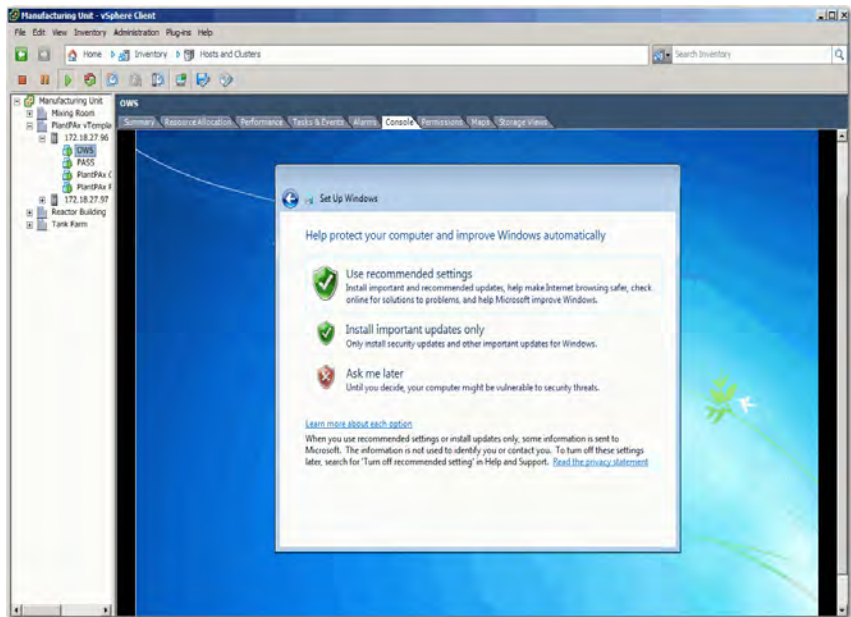 Manufacturing Unit - vSphere Client
File Edit View Inventory Administration Plug-ins Help
Home Inventory Hosts and Clusters Search Inventory
Manufacturing Unit
Mixing Room
PlantPAx vTemple
172.18.27.96
OWS
PASS
PlantPAx C
PlantPAx F
172.18.27.97
Reactor Building
Tank Farm
OWS
Summary Resource Allocation Performance Tasks & Events Alarms Console Permissions Maps Storage Views
Set Up Windows
Help protect your computer and improve Windows automatically
Use recommended settings
Install important and recommended updates, help make Internet browsing safer, check
online for solutions to problems, and help Microsoft improve Windows.
Install important updates only
Only install security updates and other important updates for Windows.
Ask me later
Until you decide, your computer might be vulnerable to security threats.
Learn more about each option
When you use recommended settings or install updates only, some information is sent to
Microsoft. The information is not used to identify you or contact you. To turn off these settings
later, search for 'Turn off recommended setting' in Help and Support. Read the privacy statement